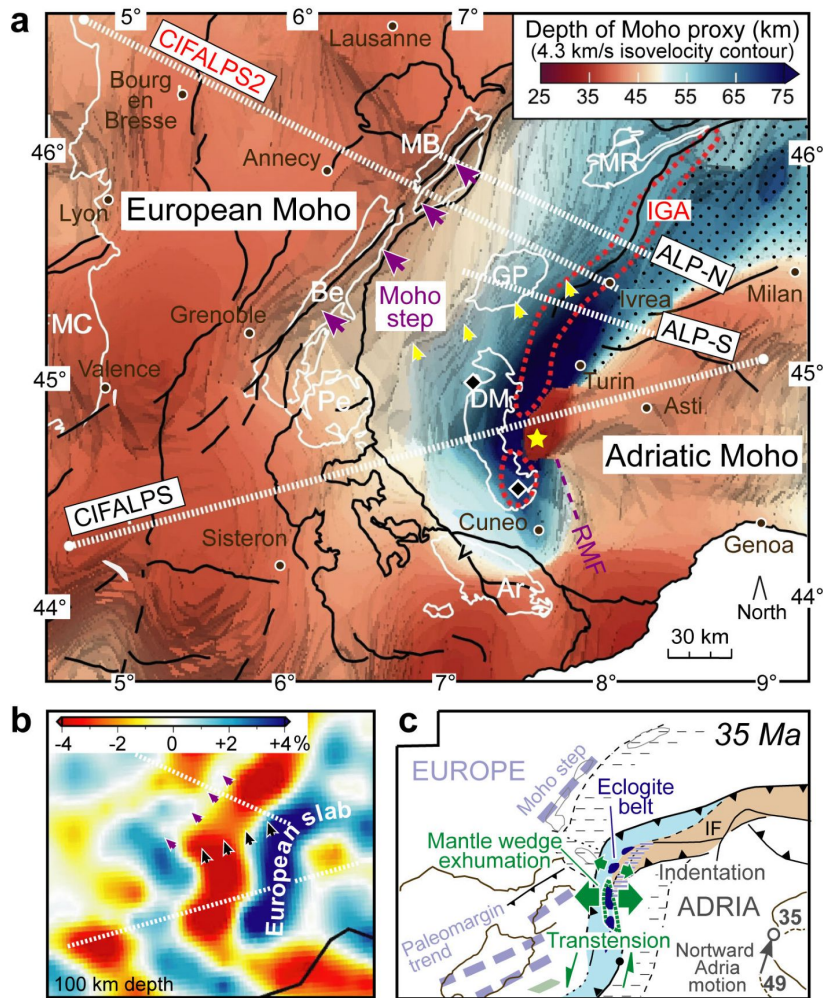 a
5°
6°
7°
Lausanne
Depth of Moho proxy (km)
(4.3 km/s isovelocity contour)
25 35 45 55 65 75
CIFALPS2
Bourg
en
Bresse
MB
MR
46°
46°
Annecy
Lyon
European Moho
IGA
ALP-N
GP
Be
Moho
step
Ivrea
Milan
MC
Grenoble
ALP-S
Valence
45°
45°
Pe
DM
Turin
Asti
Adriatic Moho
CIFALPS
Cuneo
RMF
Sisteron
Genoa
Ar
44°
44°
North
30 km
5°
6°
7°
8°
9°
b
-4 -2 0 +2 +4%
European slab
100 km depth
c
35 Ma
EUROPE
Moho step
Eclogite
belt
IF
Mantle wedge
exhumation
Indentation
ADRIA
Paleomargin
trend
Transtension
35
Nortward
Adria
motion
49